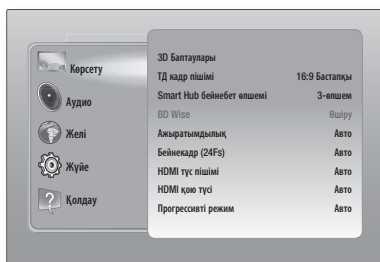 Көрсету
Аудио
Желі
Жүйе
Қолдау
3D Баптаулары
ТД кадр пішімі 16:9 Бастапқы
Smart Hub бейнебет өлшемі 3-өлшем
BD Wise Өшіру
Ажыратымдылық Авто
Бейнекадр (24Fs) Авто
HDMI түс пішімі Авто
HDMI қою түсі Авто
Прогрессивті режим Авто